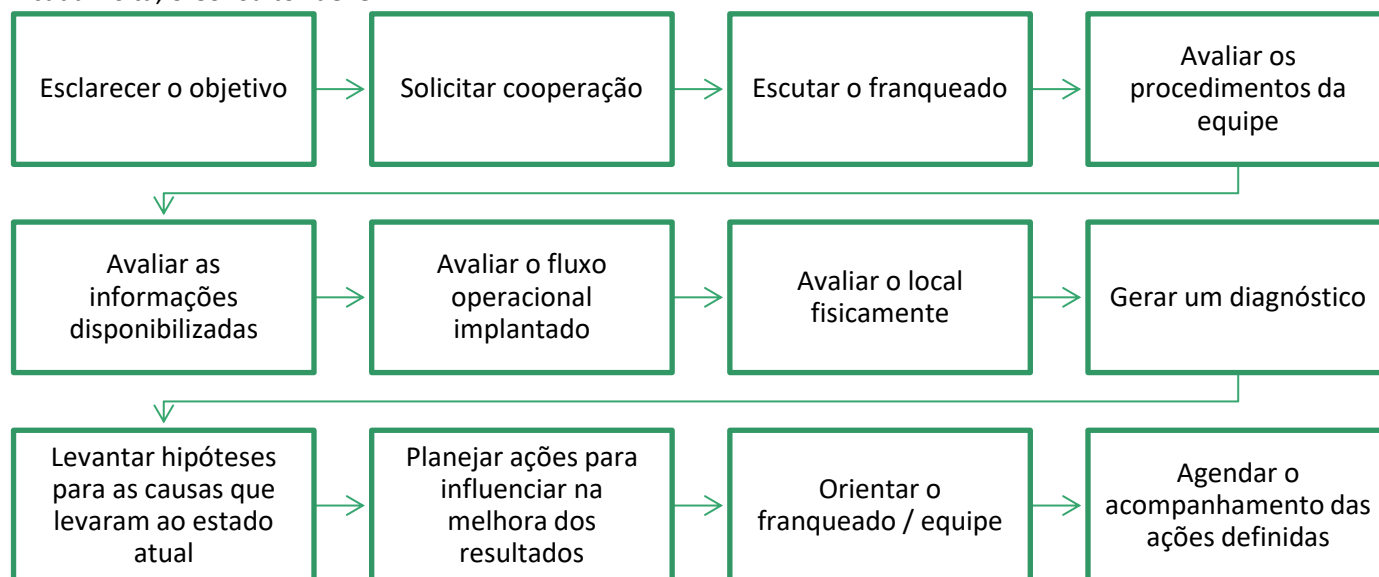 Esclarecer o objetivo
Solicitar cooperação
Escutar o franqueado
Avaliar os
procedimentos da
equipe
Avaliar as
informações
disponibilizadas
Avaliar o fluxo
operacional
implantado
Avaliar o local
fisicamente
Gerar um diagnóstico
Levantar hipóteses
para as causas que
levaram ao estado
atual
Planejar ações para
influenciar na
melhora dos
resultados
Orientar o
franqueado / equipe
Agendar o
acompanhamento das
ações definidas